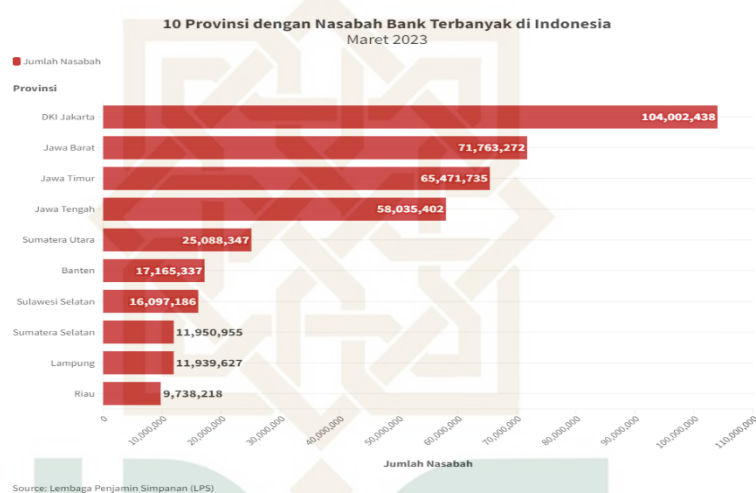 10 Provinsi dengan Nasabah Bank Terbanyak di Indonesia
Maret 2023
Jumlah Nasabah
Provinsi
DKI Jakarta 104,002,438
Jawa Barat 71,763,272
Jawa Timur 65,471,735
Jawa Tengah 58,035,402
Sumatera Utara 25,088,347
Banten 17,165,337
Sulawesi Selatan 16,097,186
Sumatera Selatan 11,950,955
Lampung 11,939,627
Riau 9,738,218
0 10,000,000 20,000,000 30,000,000 40,000,000 50,000,000 60,000,000 70,000,000 80,000,000 90,000,000 100,000,000 110,000,000
Jumlah Nasabah
Source: Lembaga Penjamin Simpanan (LPS)